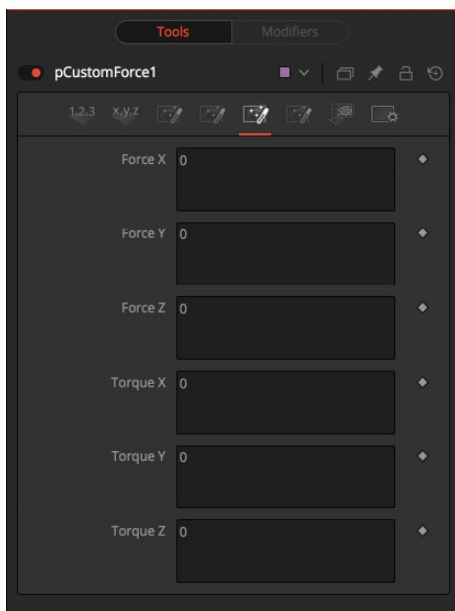 Tools Modifiers
pCustomForce1
1,2,3 x,y,z
Force X 0
Force Y 0
Force Z 0
Torque X 0
Torque Y 0
Torque Z 0